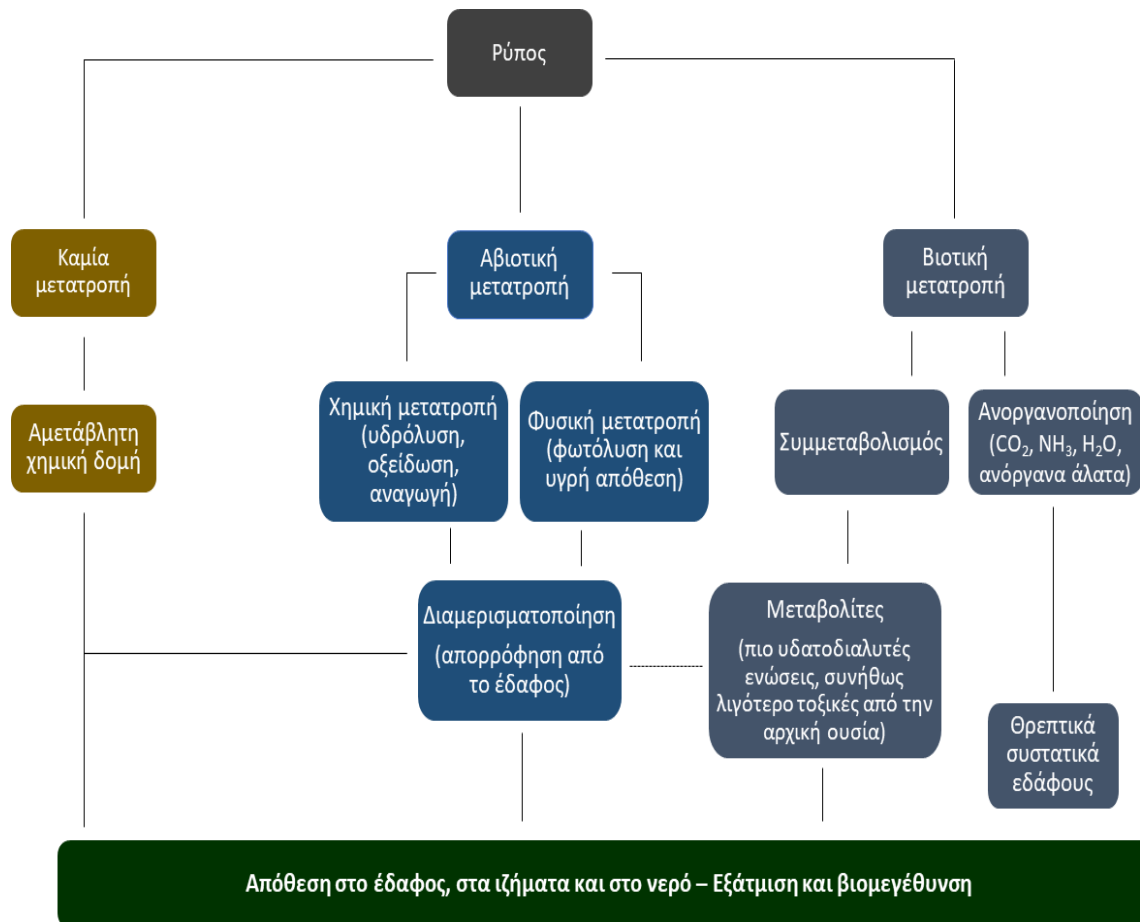 Ρύπος
Καμία
μετατροπή
Αβιοτική
μετατροπή
Βιοτική
μετατροπή
Αμετάβλητη
χημική δομή
Χημική μετατροπή
(υδρόλυση,
οξείδωση,
αναγωγή)
Φυσική μετατροπή
(φωτόλυση και
υγρή απόθεση)
Συμμεταβολισμός
Ανοργανοποίηση
(CO₂, NH₃, H₂O,
ανόργανα άλατα)
Διαμερισματοποίηση
(απορρόφηση από
το έδαφος)
Μεταβολίτες
(πιο υδατοδιαλυτές
ενώσεις, συνήθως
λιγότερο τοξικές από την
αρχική ουσία)
Θρεπτικά
συστατικά
εδάφους
Απόθεση στο έδαφος, στα ιζήματα και στο νερό – Εξάτμιση και βιομεγέθυνση